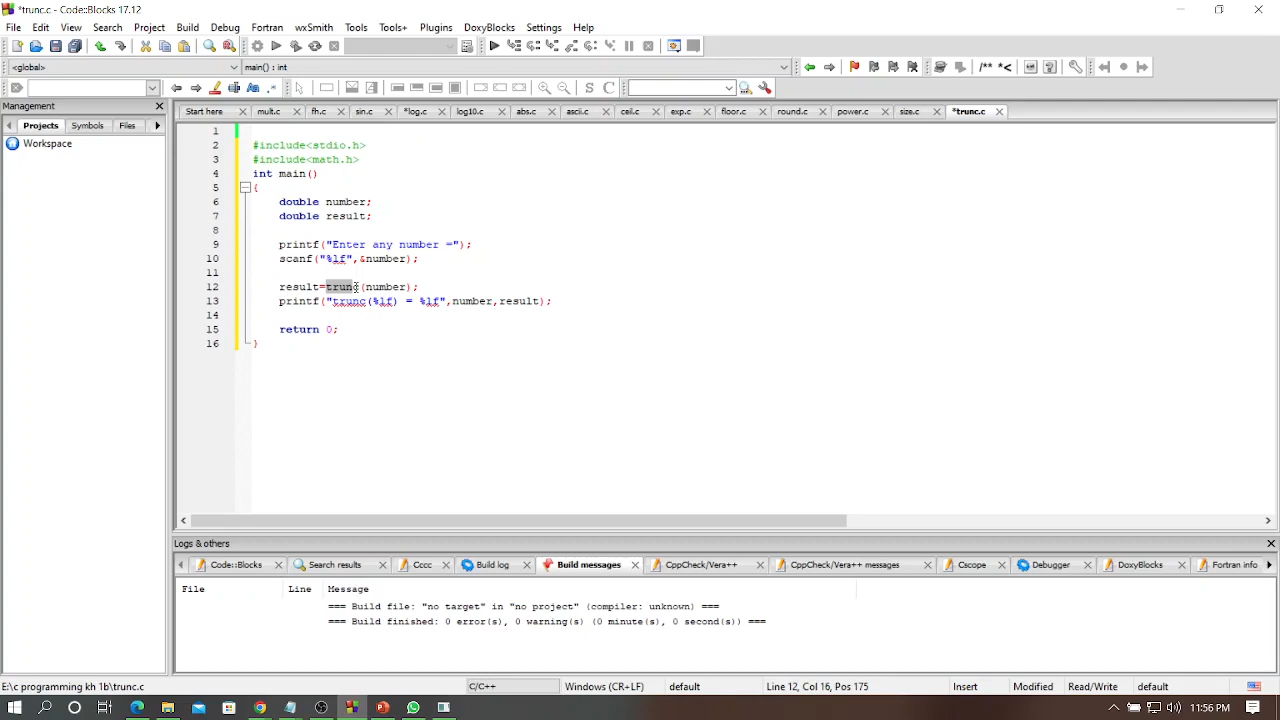 *trunc.c - Code::Blocks 17.12
File Edit View Search Project Build Debug Fortran wxSmith Tools Tools+ Plugins DoxyBlocks Settings Help
<global> main() : int
/** *<
S C
Management
Start here mult.c fh.c sin.c *log.c log10.c abs.c ascii.c ceil.c exp.c floor.c round.c power.c size.c *trunc.c
Projects Symbols Files
Workspace
1
2 #include<stdio.h>
3 #include<math.h>
4 int main()
5 {
6 double number;
7 double result;
8
9 printf("Enter any number =");
10 scanf("%lf",&number);
11
12 result=trunc(number);
13 printf("trunc(%lf) = %lf",number,result);
14
15 return 0;
16 }
Logs & others
Code::Blocks Search results Cccc Build log Build messages CppCheck/Vera++ CppCheck/Vera++ messages Cscope Debugger DoxyBlocks Fortran info
File Line Message
=== Build file: "no target" in "no project" (compiler: unknown) ===
=== Build finished: 0 error(s), 0 warning(s) (0 minute(s), 0 second(s)) ===
E:\c programming kh 1b\trunc.c C/C++ Windows (CR+LF) default Line 12, Col 16, Pos 175 Insert Modified Read/Write default
11:56 PM